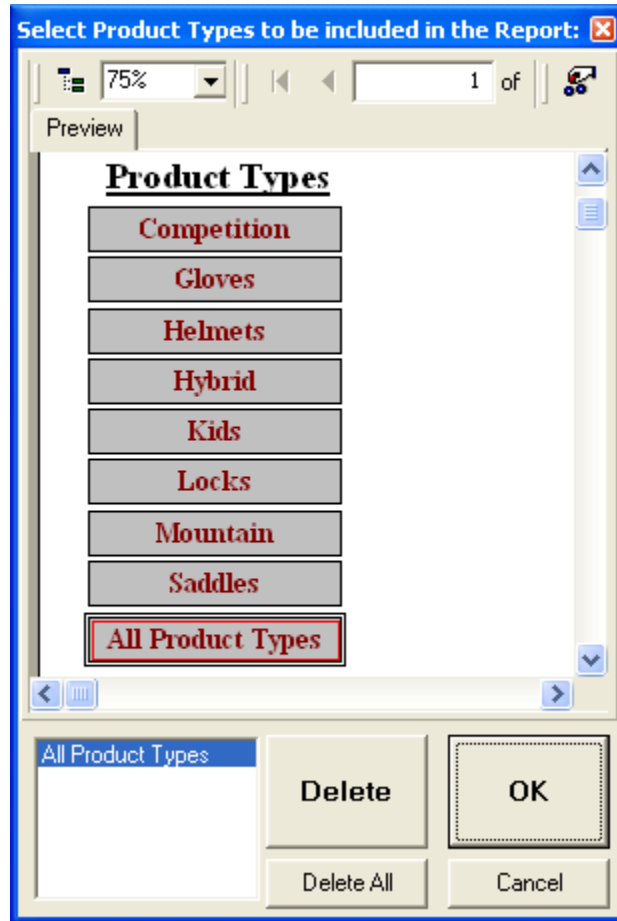 Select Product Types to be included in the Report:
75% 1 of
Preview
Product Types
Competition
Gloves
Helmets
Hybrid
Kids
Locks
Mountain
Saddles
All Product Types
All Product Types
Delete OK
Delete All Cancel